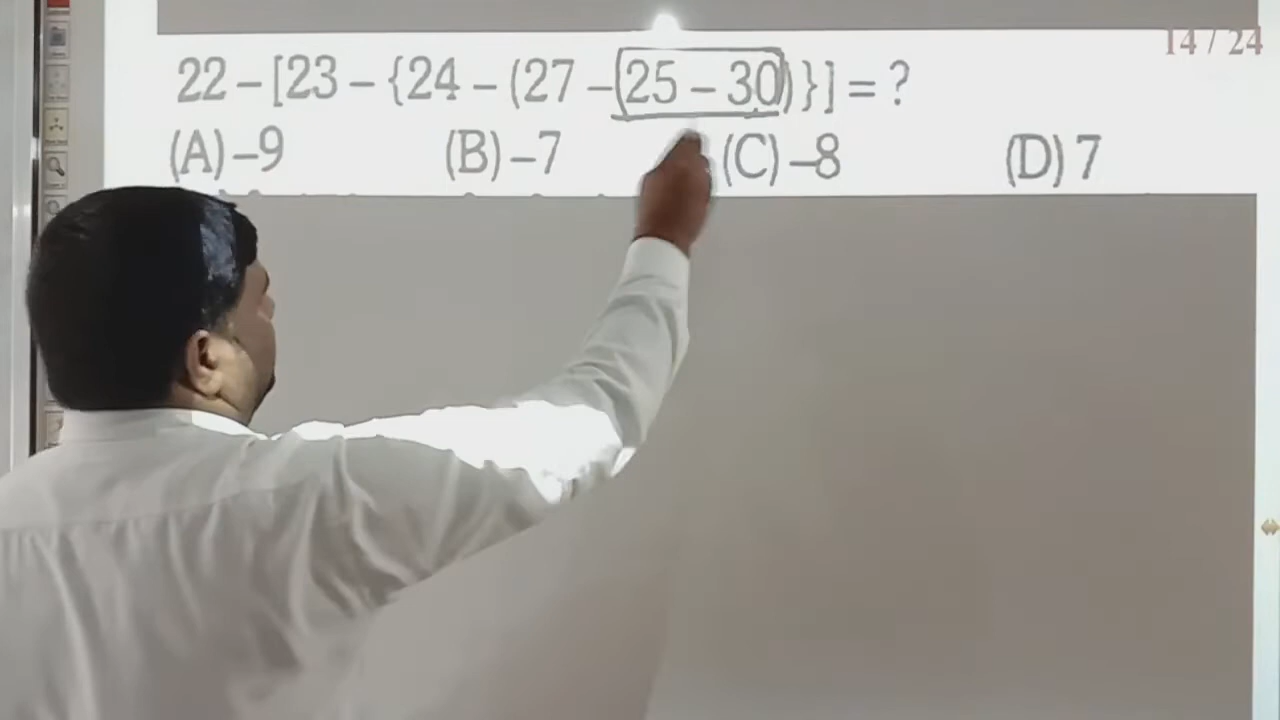 14 / 24
22 – [23 – {24 – (27 – (25 – 30))}] = ?
(A) –9 (B) –7 (C) –8 (D) 7